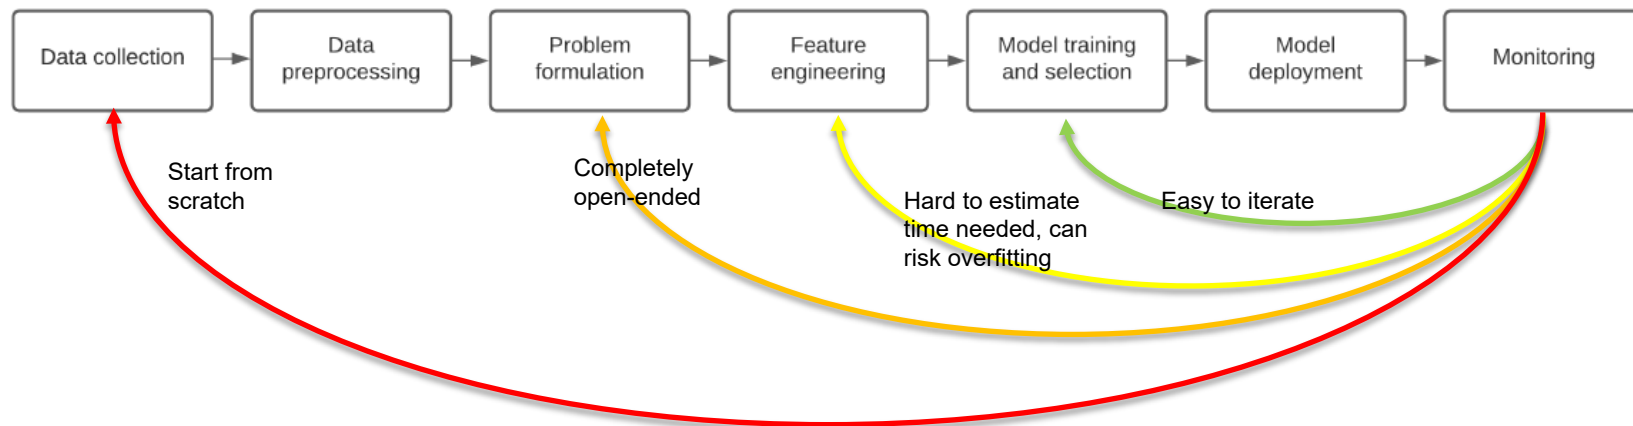 Data collection
Data
preprocessing
Problem
formulation
Feature
engineering
Model training
and selection
Model
deployment
Monitoring
Start from
scratch
Completely
open-ended
Hard to estimate
time needed, can
risk overfitting
Easy to iterate